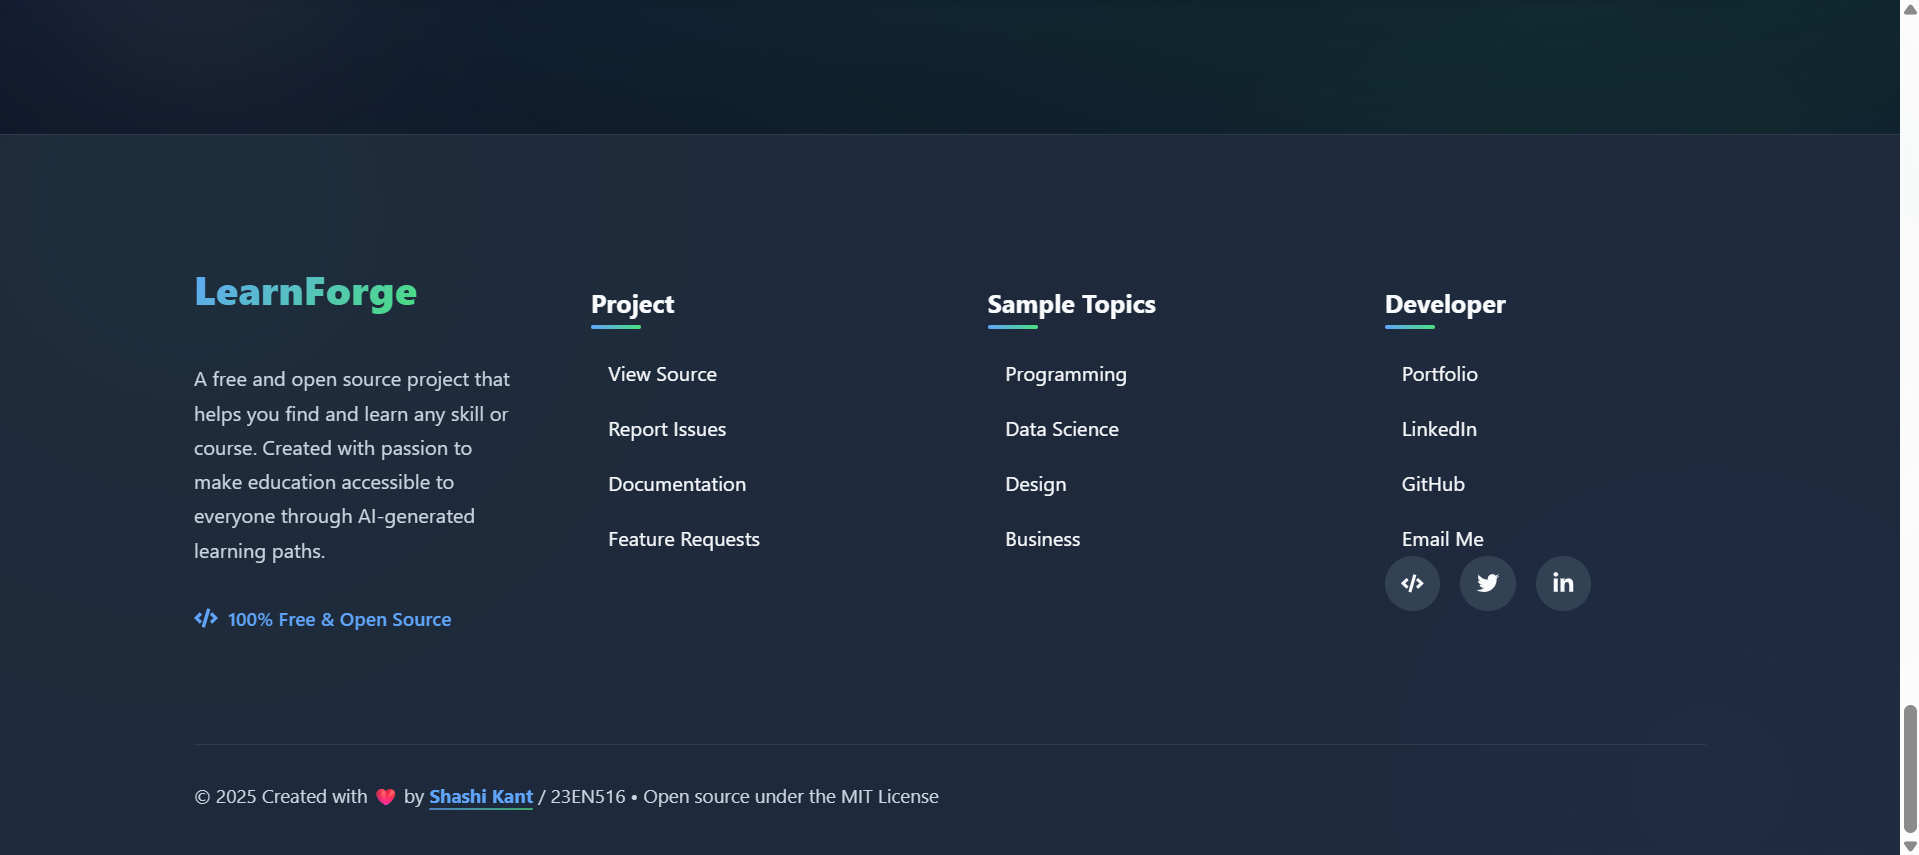 LearnForge
A free and open source project that
helps you find and learn any skill or
course. Created with passion to
make education accessible to
everyone through AI-generated
learning paths.
100% Free & Open Source
Project
View Source
Report Issues
Documentation
Feature Requests
Sample Topics
Programming
Data Science
Design
Business
Developer
Portfolio
LinkedIn
GitHub
Email Me
© 2025 Created with ❤️ by Shashi Kant / 23EN516 • Open source under the MIT License